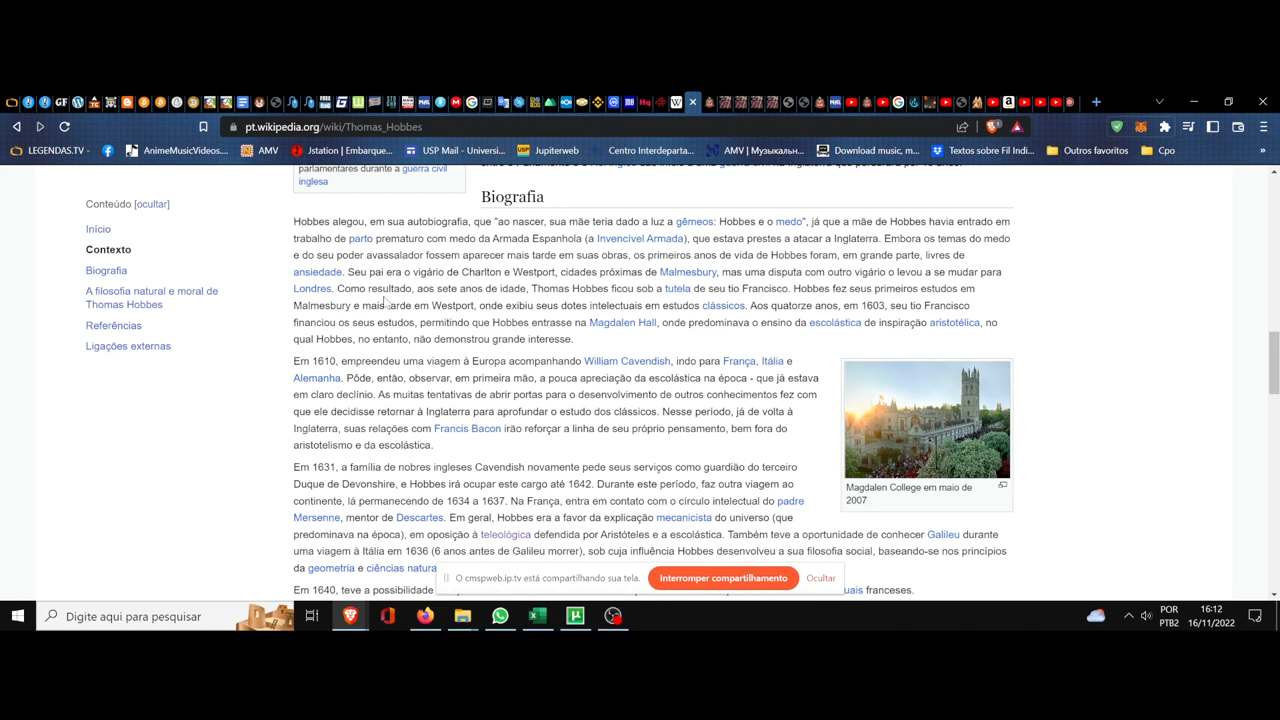 pt.wikipedia.org/wiki/Thomas_Hobbes
LEGENDAS.TV
AnimeMusicVideos...
AMV
Jstation | Embarque...
USP Mail - Universi...
Jupiterweb
Centro Interdeparta...
AMV | Музыкальн...
Download music, m...
Textos sobre Fil Indi...
Outros favoritos
Cpo
»
parlamentares durante a guerra civil
inglesa
Biografia
Conteúdo [ocultar]
Início
Contexto
Biografia
A filosofia natural e moral de
Thomas Hobbes
Referências
Ligações externas
Hobbes alegou, em sua autobiografia, que "ao nascer, sua mãe teria dado a luz a gêmeos: Hobbes e o medo", já que a mãe de Hobbes havia entrado em
trabalho de parto prematuro com medo da Armada Espanhola (a Invencível Armada), que estava prestes a atacar a Inglaterra. Embora os temas do medo
e do seu poder avassalador fossem aparecer mais tarde em suas obras, os primeiros anos de vida de Hobbes foram, em grande parte, livres de
ansiedade. Seu pai era o vigário de Charlton e Westport, cidades próximas de Malmesbury, mas uma disputa com outro vigário o levou a se mudar para
Londres. Como resultado, aos sete anos de idade, Thomas Hobbes ficou sob a tutela de seu tio Francisco. Hobbes fez seus primeiros estudos em
Malmesbury e mais tarde em Westport, onde exibiu seus dotes intelectuais em estudos clássicos. Aos quatorze anos, em 1603, seu tio Francisco
financiou os seus estudos, permitindo que Hobbes entrasse na Magdalen Hall, onde predominava o ensino da escolástica de inspiração aristotélica, no
qual Hobbes, no entanto, não demonstrou grande interesse.
Em 1610, empreendeu uma viagem à Europa acompanhando William Cavendish, indo para França, Itália e
Alemanha. Pôde, então, observar, em primeira mão, a pouca apreciação da escolástica na época - que já estava
em claro declínio. As muitas tentativas de abrir portas para o desenvolvimento de outros conhecimentos fez com
que ele decidisse retornar à Inglaterra para aprofundar o estudo dos clássicos. Nesse período, já de volta à
Inglaterra, suas relações com Francis Bacon irão reforçar a linha de seu próprio pensamento, bem fora do
aristotelismo e da escolástica.
Magdalen College em maio de
2007
Em 1631, a família de nobres ingleses Cavendish novamente pede seus serviços como guardião do terceiro
Duque de Devonshire, e Hobbes irá ocupar este cargo até 1642. Durante este período, faz outra viagem ao
continente, lá permanecendo de 1634 a 1637. Na França, entra em contato com o círculo intelectual do padre
Mersenne, mentor de Descartes. Em geral, Hobbes era a favor da explicação mecanicista do universo (que
predominava na época), em oposição à teleológica defendida por Aristóteles e a escolástica. Também teve a oportunidade de conhecer Galileu durante
uma viagem à Itália em 1636 (6 anos antes de Galileu morrer), sob cuja influência Hobbes desenvolveu a sua filosofia social, baseando-se nos princípios
da geometria e ciências natura
Em 1640, teve a possibilidade
uais franceses.
O cmspweb.ip.tv está compartilhando sua tela.
Interromper compartilhamento
Ocultar
Digite aqui para pesquisar
POR
PTB2
16:12
16/11/2022